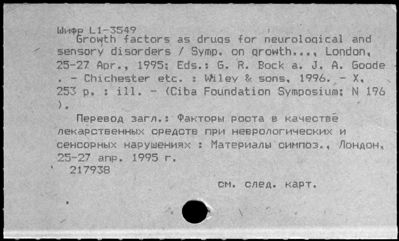 Шифр L1-3549
Growth factors as drugs for neurological and
sensory disorders / Symp. on growth..., London,
25-27 Apr., 1995; Eds.: G. R. Bock a. J. A. Goode
. - Chichester etc. : Wiley & sons, 1996. - X,
253 p. : ill. - (Ciba Foundation Symposium; N 196
).
Перевод загл.: Факторы роста в качестве
лекарственных средств при неврологических и
сенсорных нарушениях : Материалы симпоз., Лондон,
25-27 апр. 1995 г.
217938
см. след. карт.